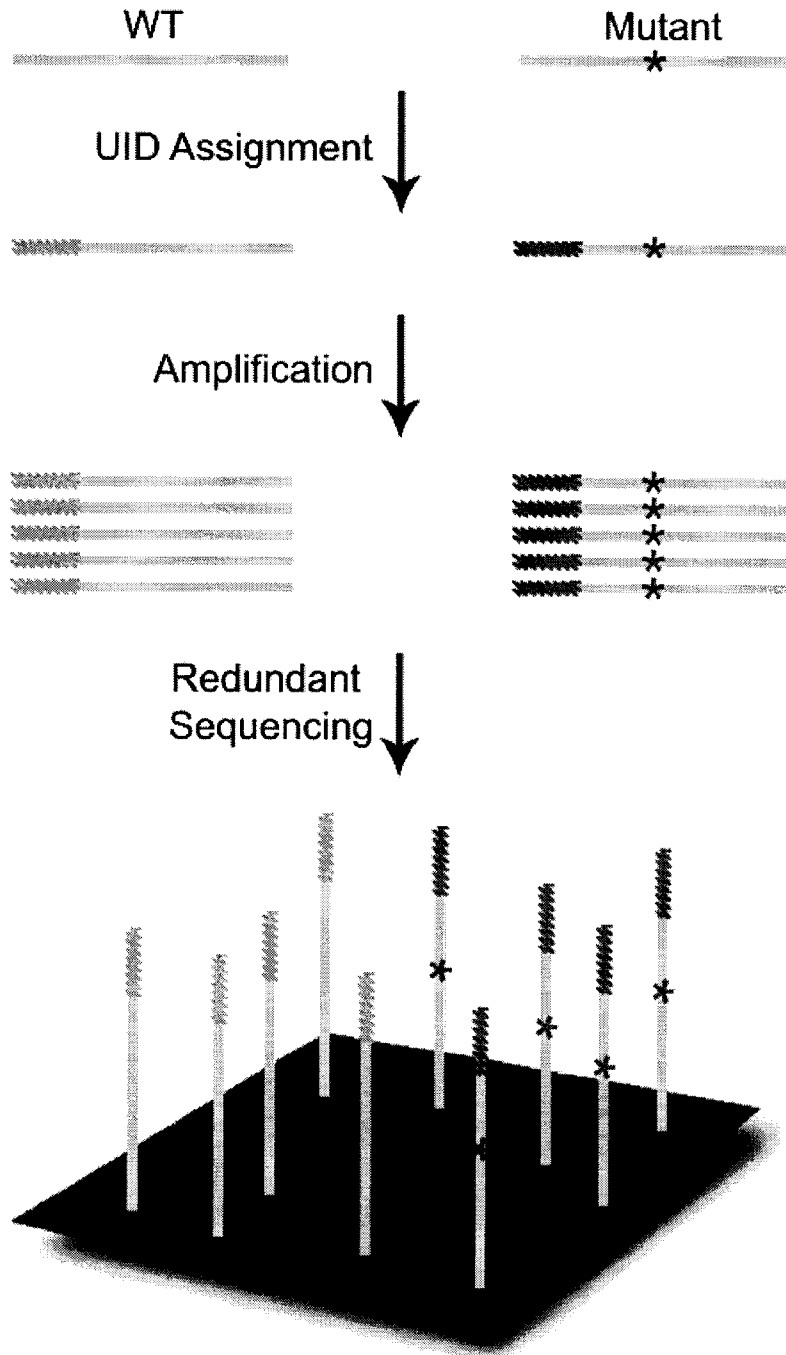 WT
Mutant
UID Assignment
Amplification
Redundant
Sequencing